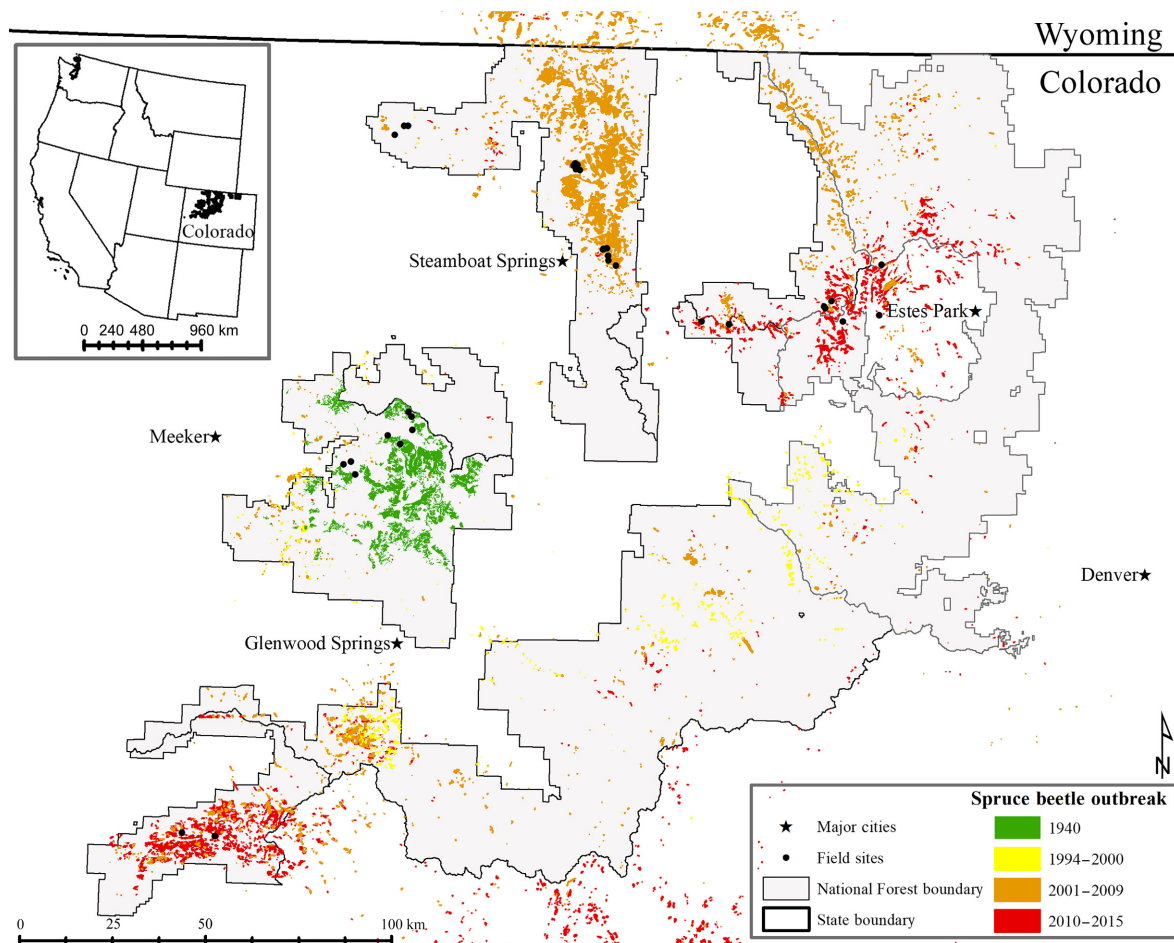 Wyoming
Colorado
Colorado
0 240 480 960 km
Steamboat Springs
Estes Park
Meeker
Denver
Glenwood Springs
N
Spruce beetle outbreak
Major cities
1940
Field sites
1994–2000
National Forest boundary
2001–2009
State boundary
2010–2015
0 25 50 100 km